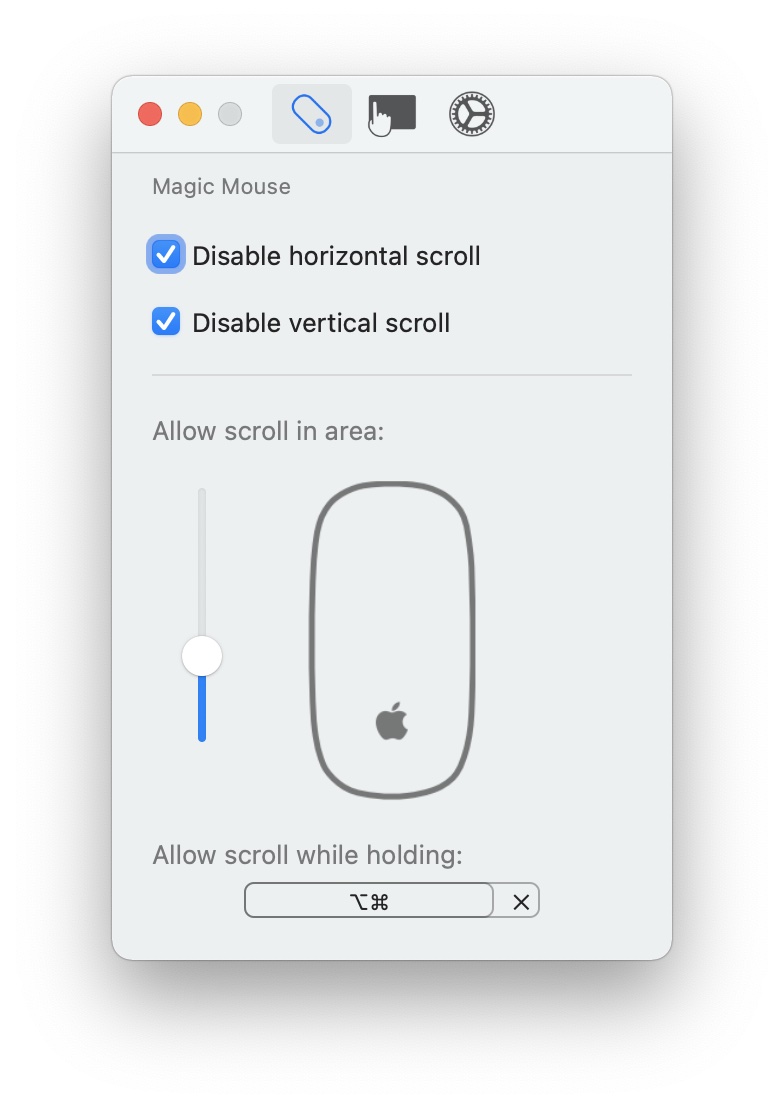 Magic Mouse
Disable horizontal scroll
Disable vertical scroll
Allow scroll in area:
Allow scroll while holding:
⌥⌘